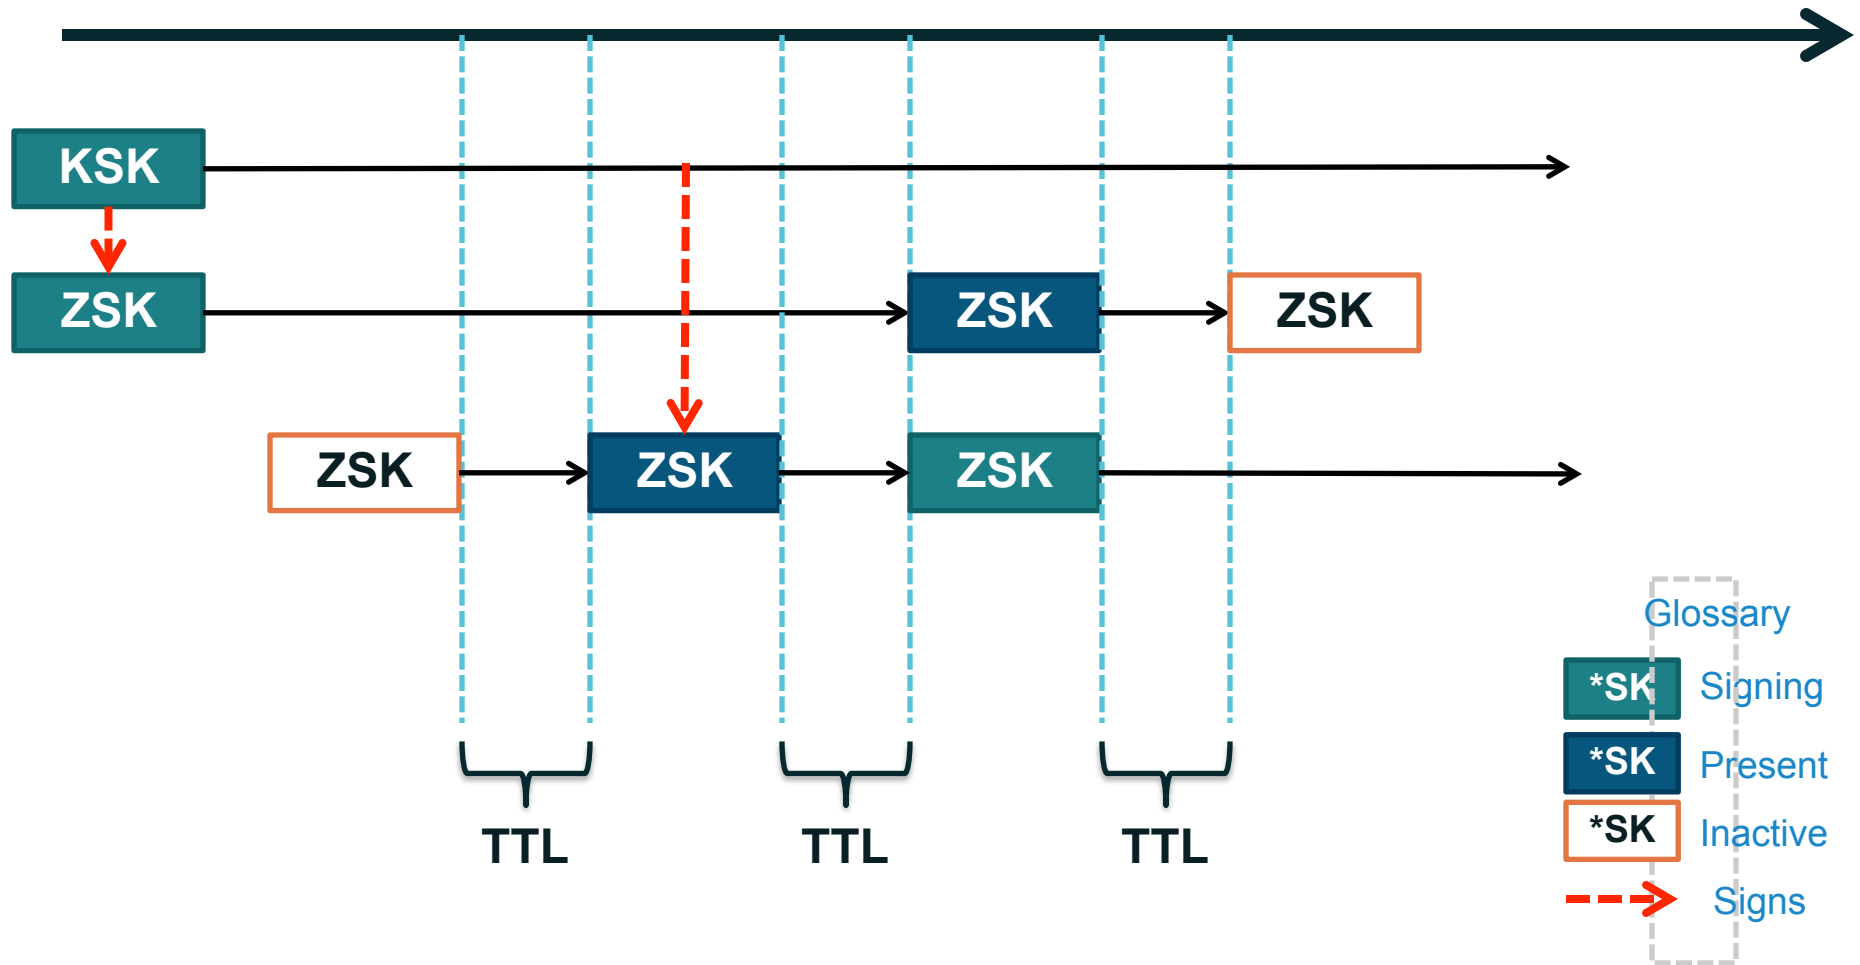 KSK
ZSK
ZSK
ZSK
ZSK
ZSK
ZSK
Glossary
*SK Signing
*SK Present
*SK Inactive
Signs
TTL
TTL
TTL